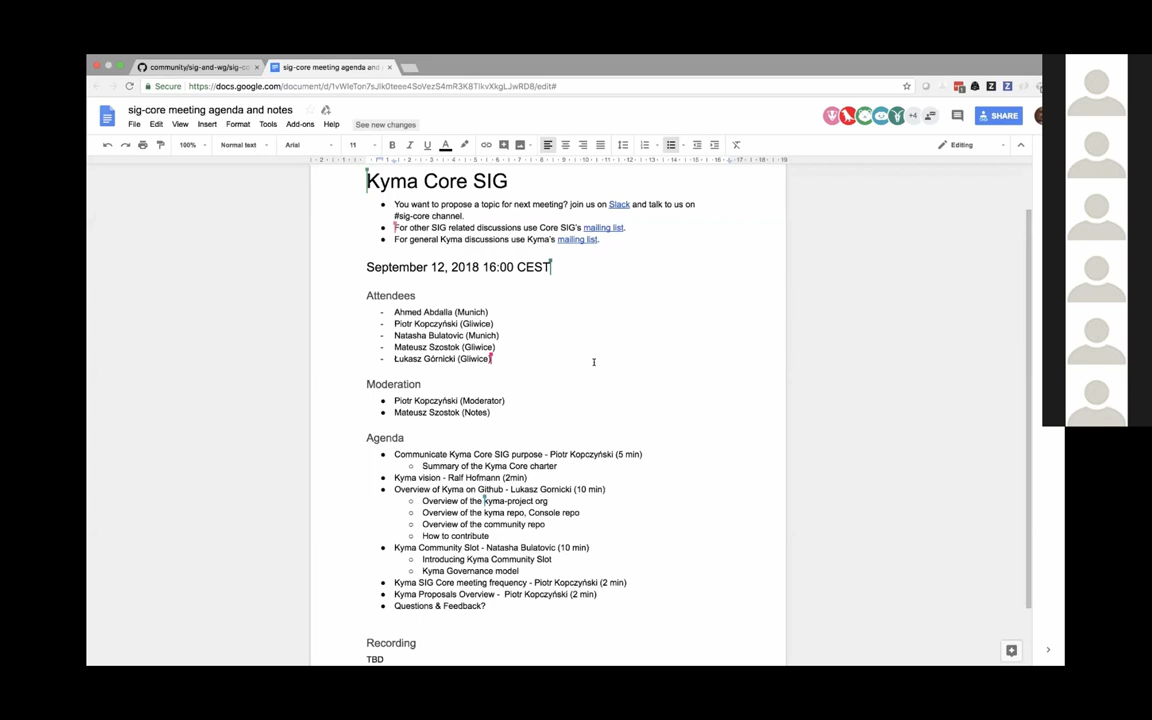 community/sig-and-wg/sig-co
sig-core meeting agenda and
Secure
sig-core meeting agenda and notes
File Edit View Insert Format Tools Add-ons Help See new changes
+4
SHARE
100% Normal text Arial 11 B I U A Editing
Kyma Core SIG
You want to propose a topic for next meeting? join us on Slack and talk to us on
#sig-core channel.
For other SIG related discussions use Core SIG's mailing list.
For general Kyma discussions use Kyma's mailing list.
September 12, 2018 16:00 CEST
Attendees
- Ahmed Abdalla (Munich)
- Piotr Kopczyński (Gliwice)
- Natasha Bulatovic (Munich)
- Mateusz Szostok (Gliwice)
- Łukasz Górnicki (Gliwice)
Moderation
Piotr Kopczyński (Moderator)
Mateusz Szostok (Notes)
Agenda
Communicate Kyma Core SIG purpose - Piotr Kopczyński (5 min)
Summary of the Kyma Core charter
Kyma vision - Ralf Hofmann (2min)
Overview of Kyma on Github - Lukasz Gornicki (10 min)
Overview of the kyma-project org
Overview of the kyma repo, Console repo
Overview of the community repo
How to contribute
Kyma Community Slot - Natasha Bulatovic (10 min)
Introducing Kyma Community Slot
Kyma Governance model
Kyma SIG Core meeting frequency - Piotr Kopczyński (2 min)
Kyma Proposals Overview - Piotr Kopczyński (2 min)
Questions & Feedback?
Recording
TBD